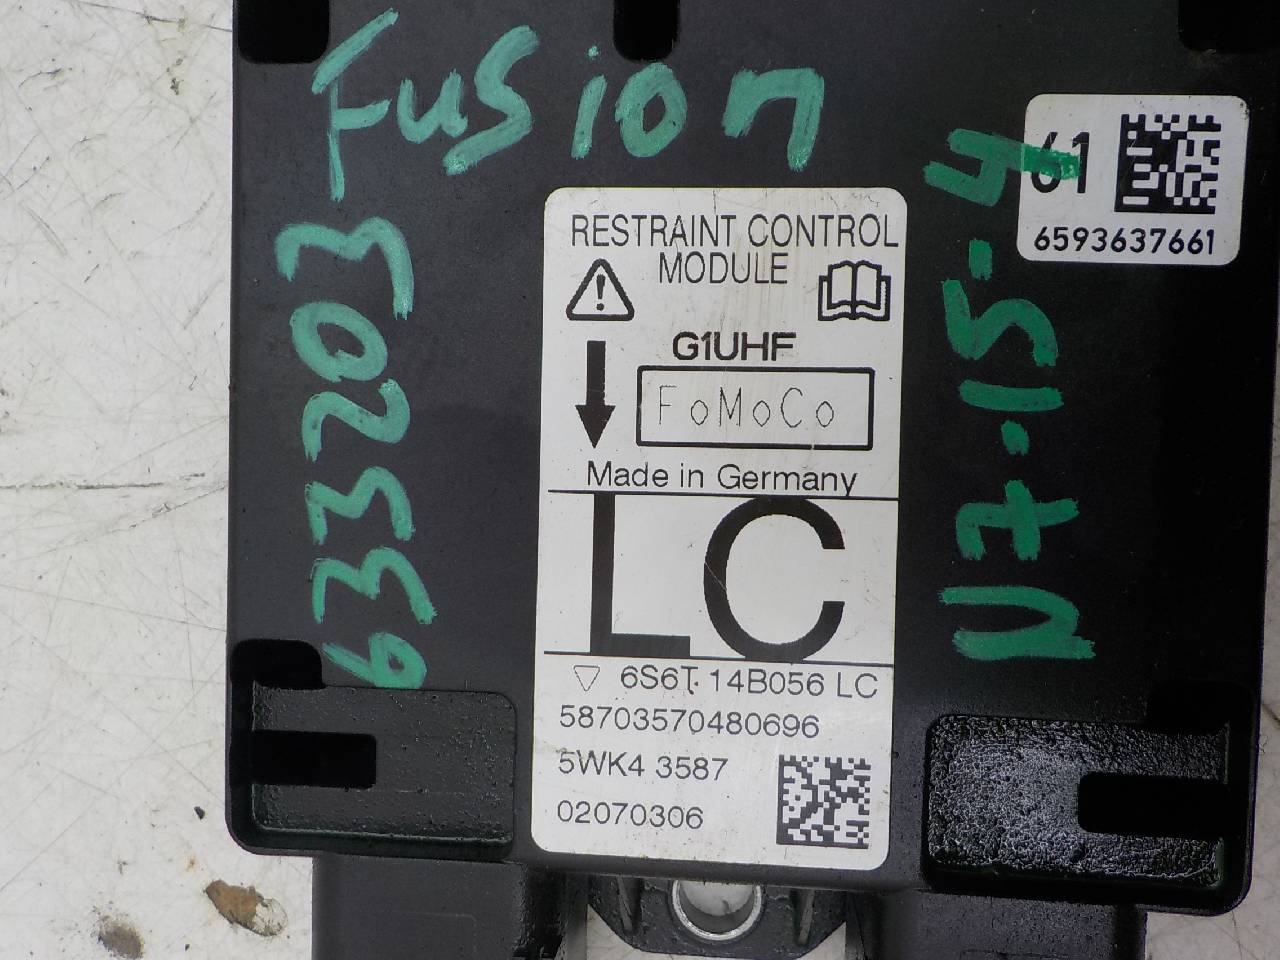 Fusion
633203
И7-15-4
61
6593637661
RESTRAINT CONTROL
MODULE
G1UHF
FoMoCo
Made in Germany
LC
6S6T 14B056 LC
58703570480696
5WK4 3587
02070306